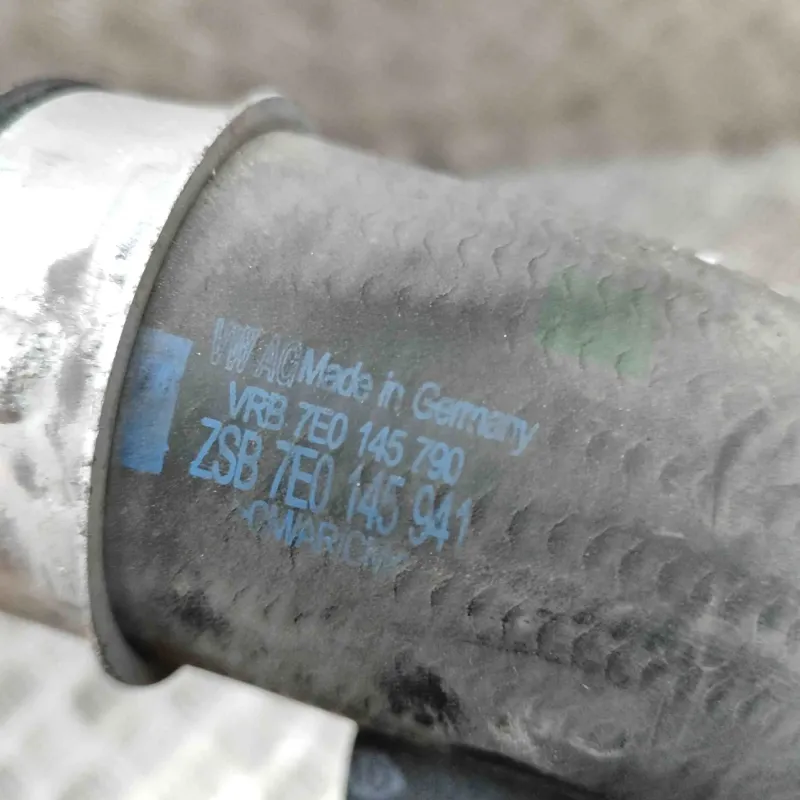 VW AG Made in Germany
VRB 7E0 145 790
ZSB 7E0 145 941